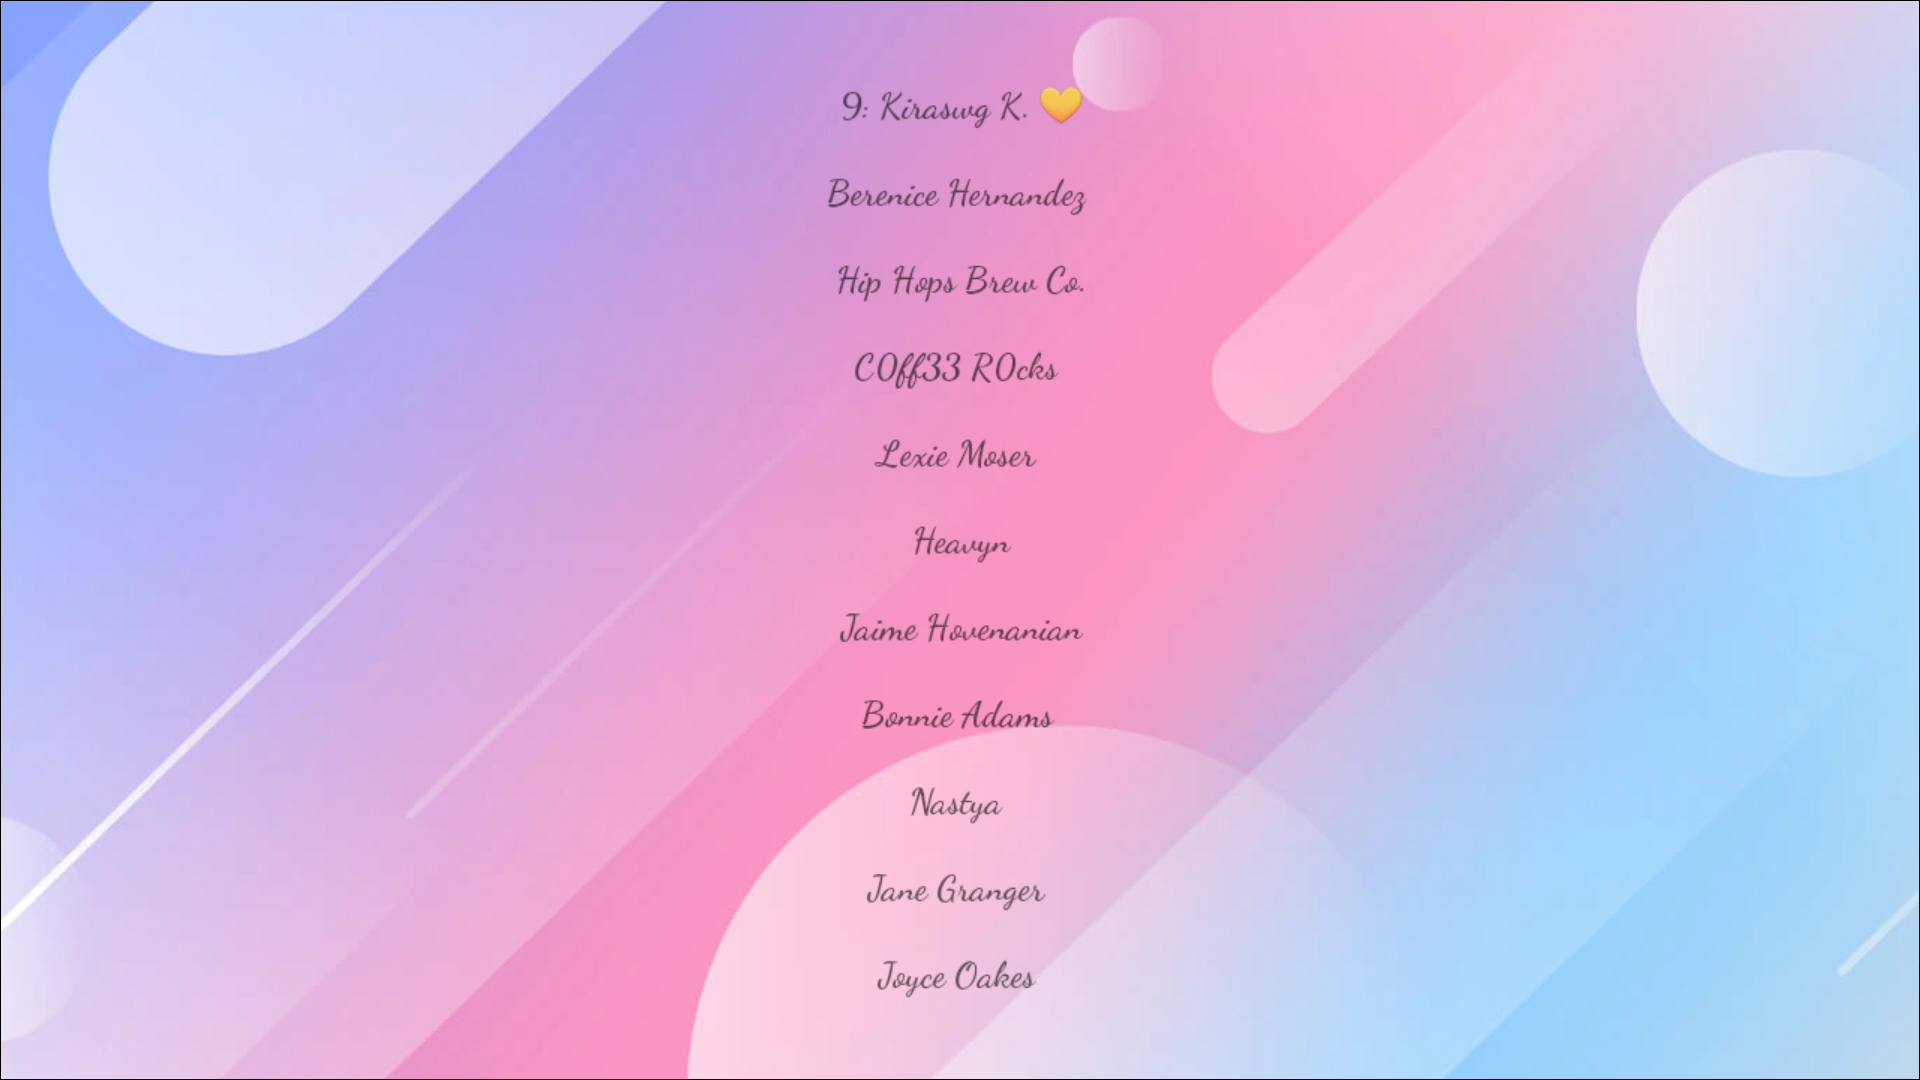 9: Kiraswg K. 💛
Berenice Hernandez
Hip Hops Brew Co.
C0ff33 R0cks
Lexie Moser
Heavyn
Jaime Hovenanian
Bonnie Adams
Nastya
Jane Granger
Joyce Oakes